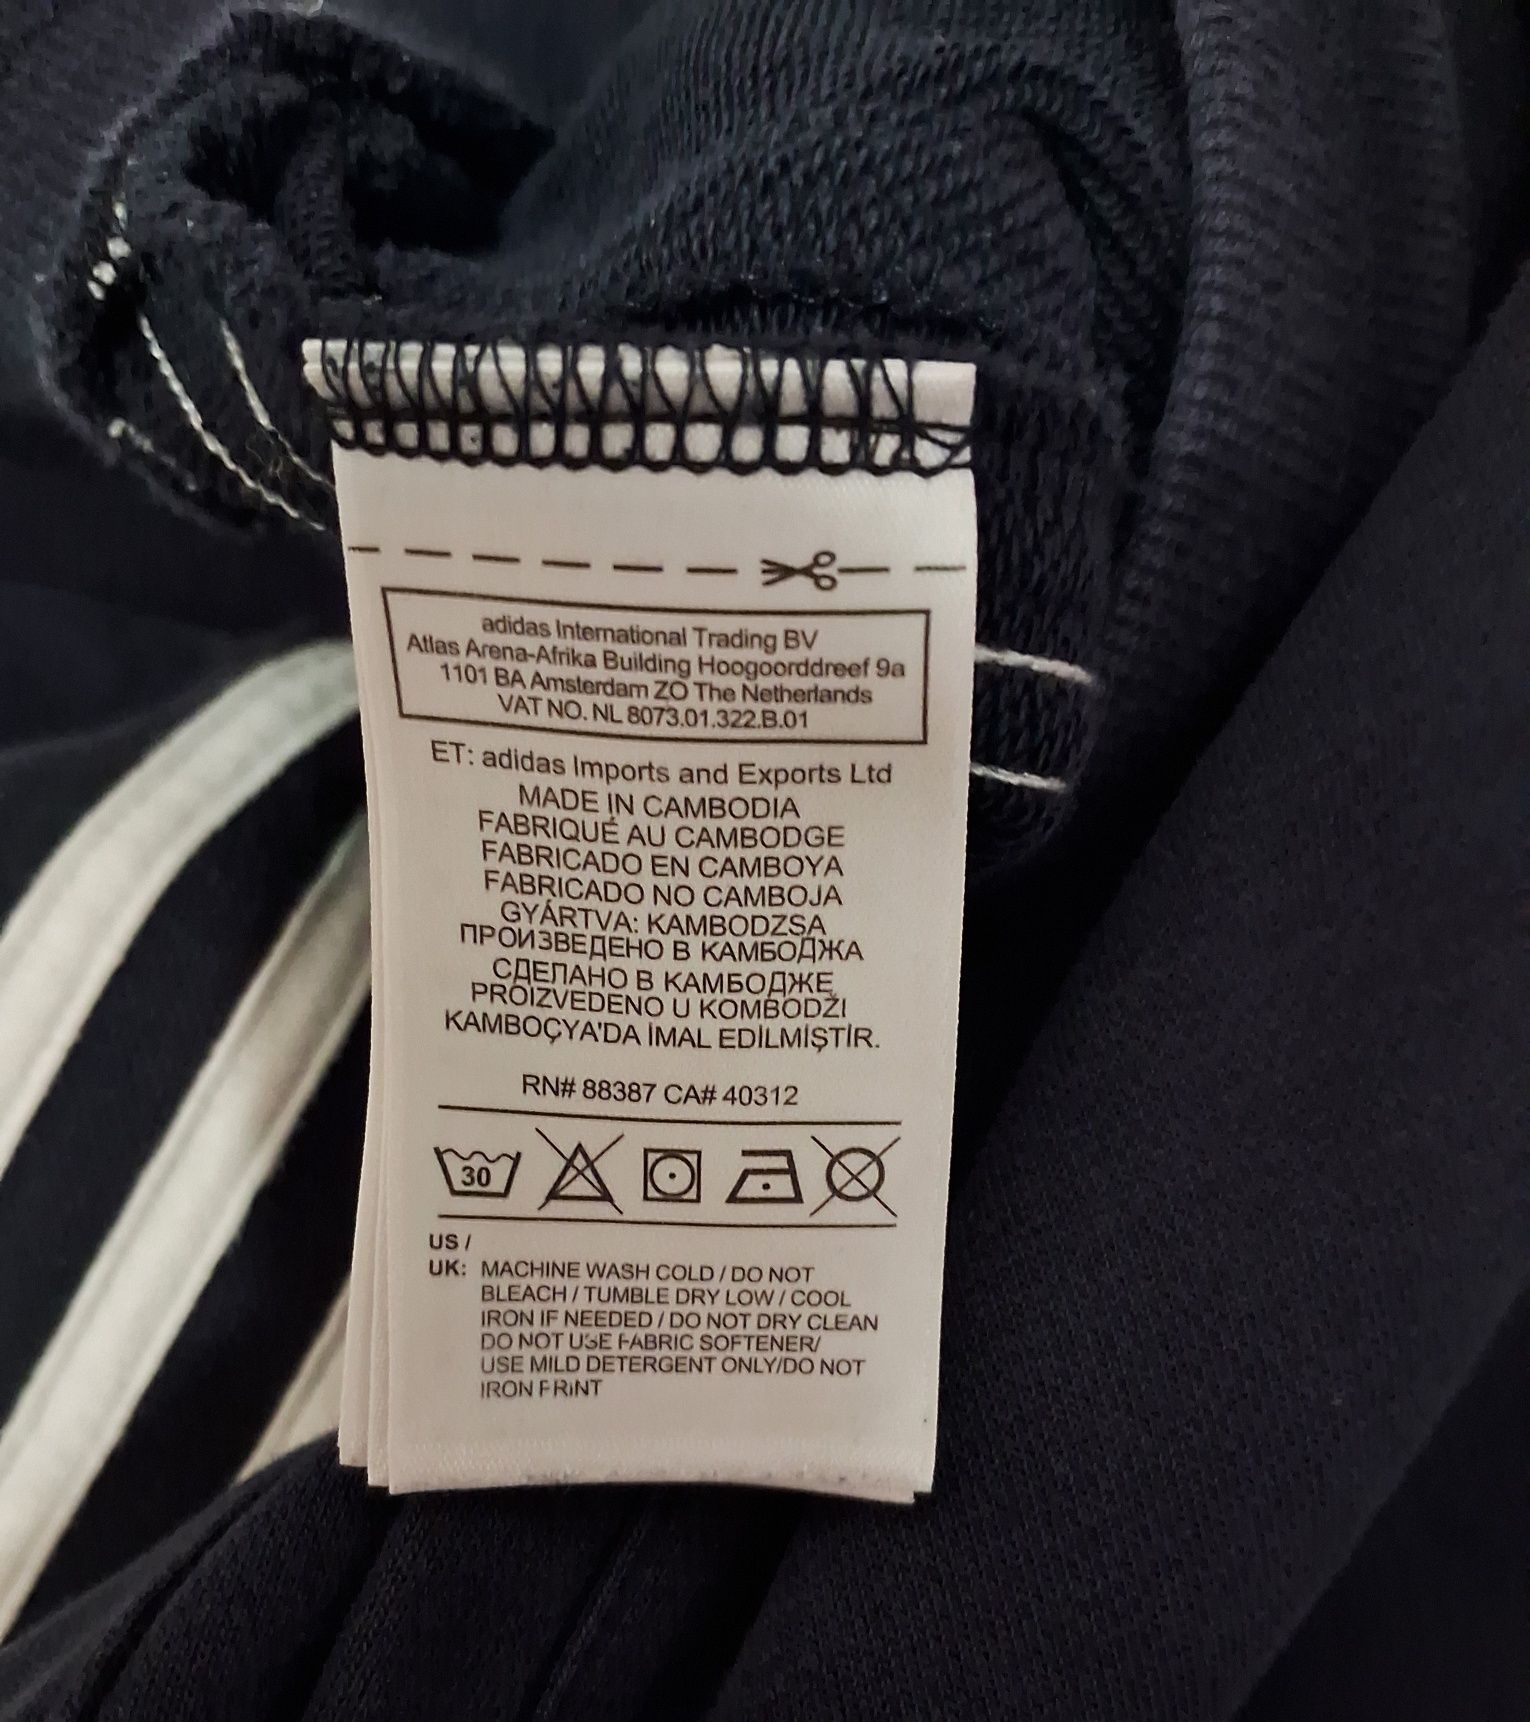 adidas International Trading BV
Atlas Arena-Afrika Building Hoogoorddreef 9a
1101 BA Amsterdam ZO The Netherlands
VAT NO. NL 8073.01.322.B.01
ET: adidas Imports and Exports Ltd
MADE IN CAMBODIA
FABRIQUÉ AU CAMBODGE
FABRICADO EN CAMBOYA
FABRICADO NO CAMBOJA
GYÁRTVA: KAMBODZSA
ПРОИЗВЕДЕНО В КАМБОДЖА
СДЕЛАНО В КАМБОДЖЕ
PROIZVEDENO U KOMBODŽI
KAMBOÇYA'DA İMAL EDİLMİŞTİR.
RN# 88387 CA# 40312
30
US /
UK: MACHINE WASH COLD / DO NOT
BLEACH / TUMBLE DRY LOW / COOL
IRON IF NEEDED / DO NOT DRY CLEAN
DO NOT USE FABRIC SOFTENER/
USE MILD DETERGENT ONLY/DO NOT
IRON PRINT